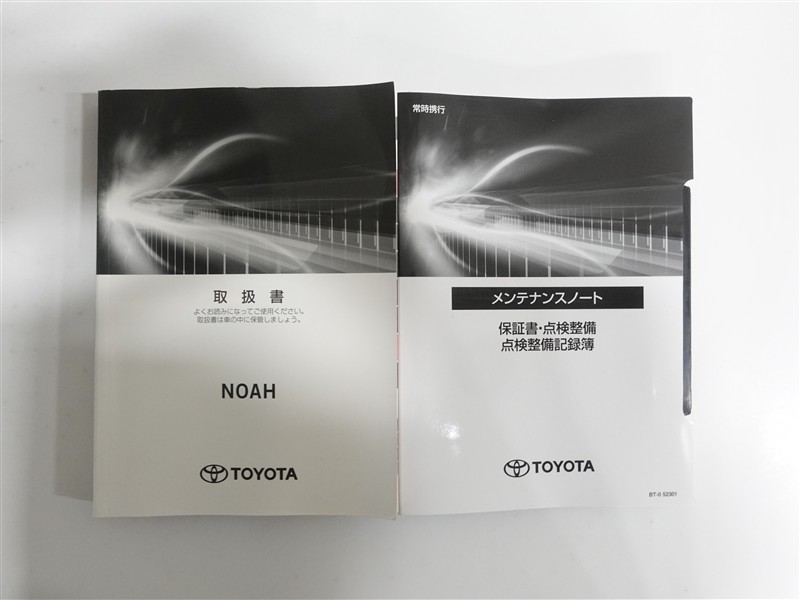 取扱書
よくお読みになってご使用ください。
取扱書は車の中に保管しましょう。
NOAH
TOYOTA
常時携行
メンテナンスノート
保証書・点検整備
点検整備記録簿
TOYOTA
BT-II 52301